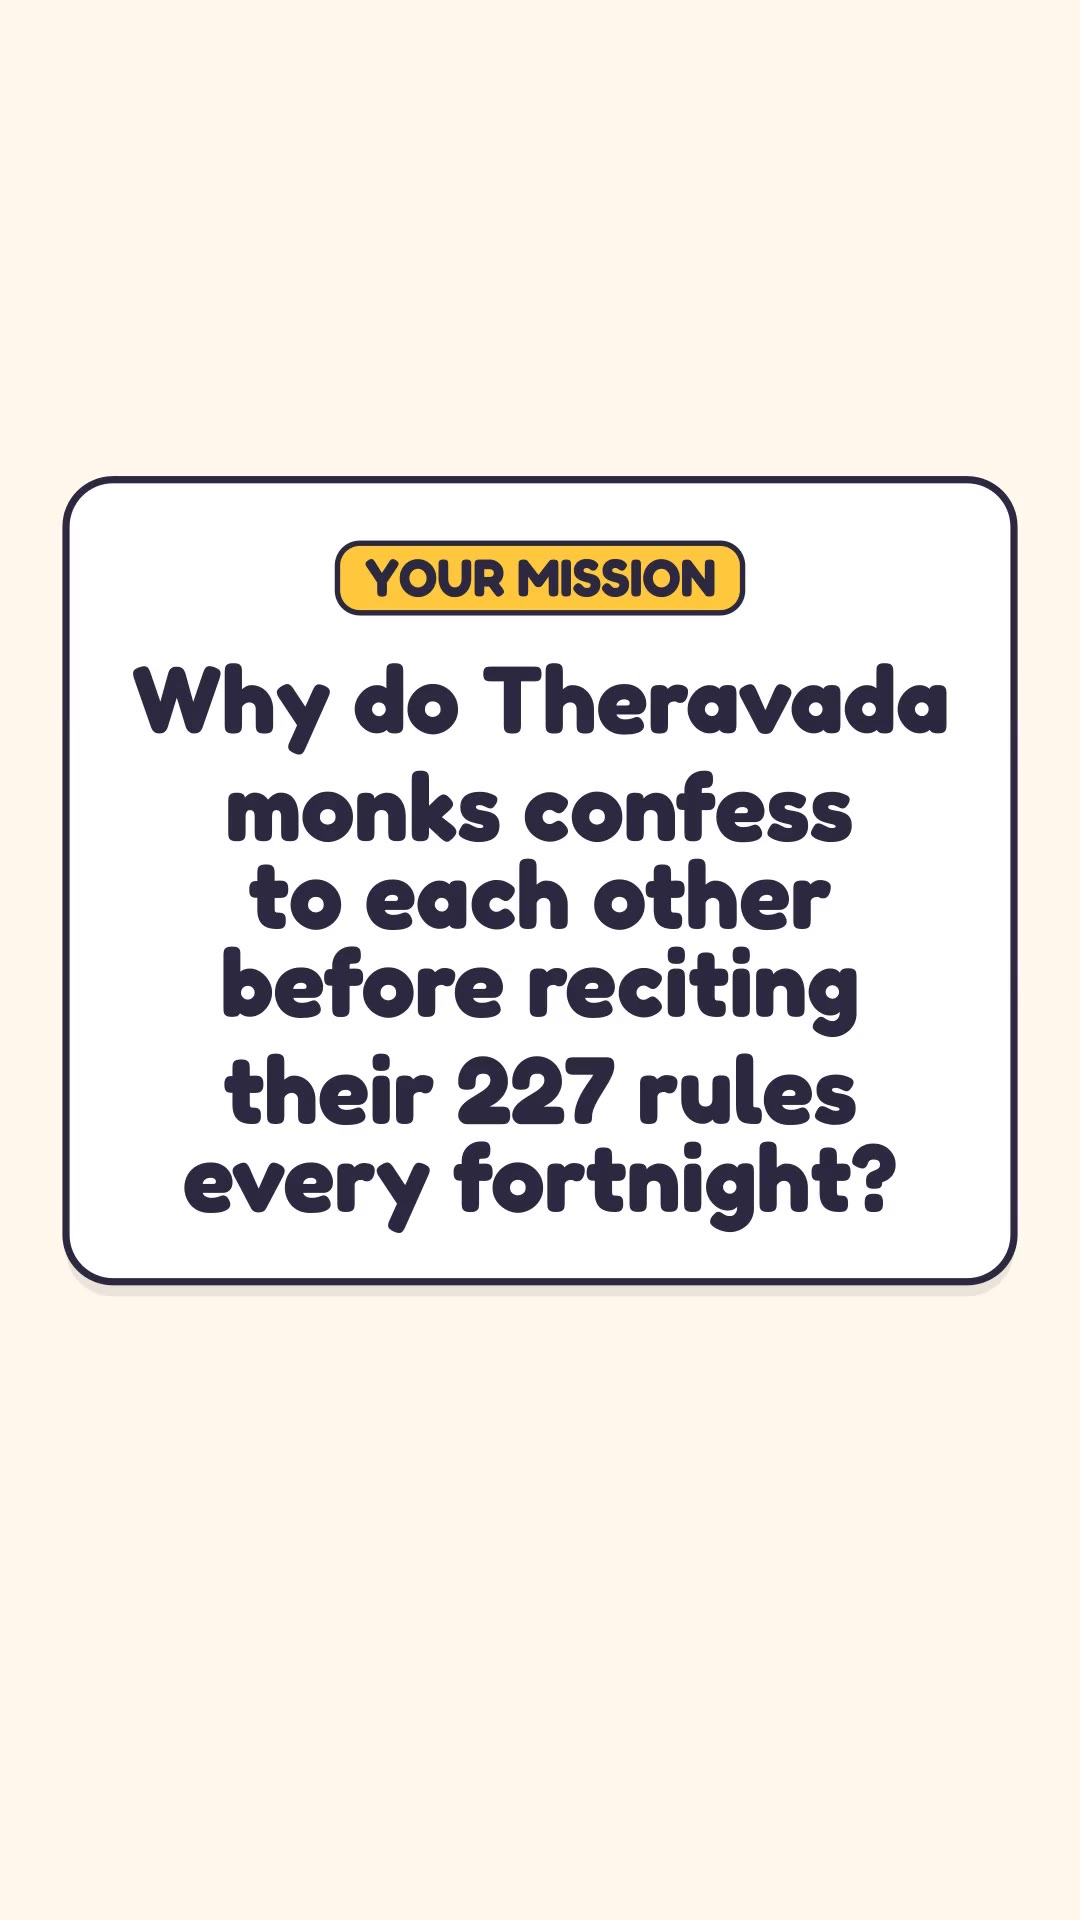 YOUR MISSION
Why do Theravada
monks confess
to each other
before reciting
their 227 rules
every fortnight?